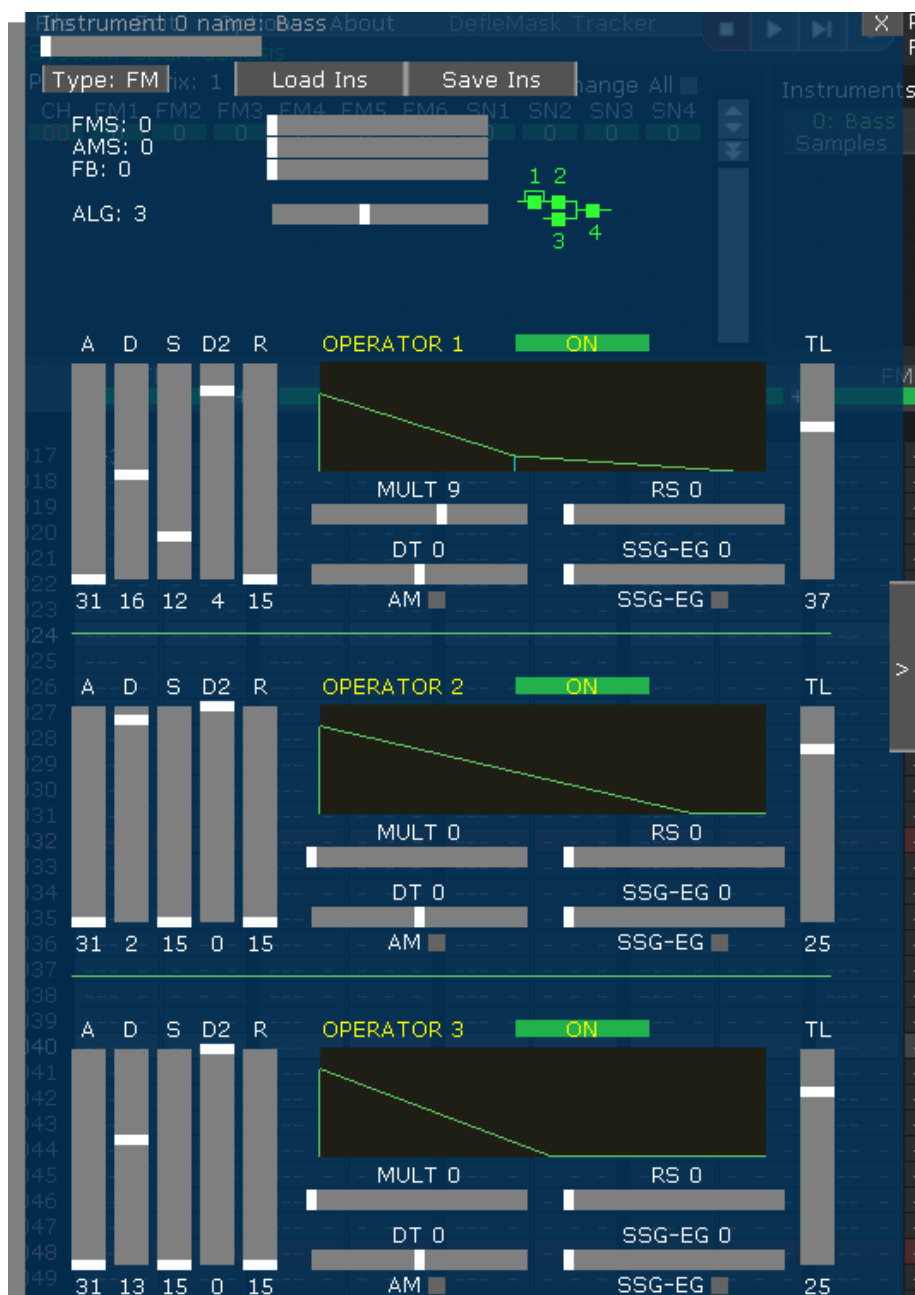 Instrument 0 name: Bass
About
DefleMask Tracker
X
Type: FM
Load Ins
Save Ins
rix: 1
hange All
Instruments
CH FM1 FM2 FM3 FM4 FM5 FM6 SN1 SN2 SN3 SN4
0: Bass
Samples
FMS: 0
AMS: 0
FB: 0
1 2
ALG: 3
3 4
A D S D2 R OPERATOR 1 ON TL
MULT 9 RS 0
DT 0 SSG-EG 0
31 16 12 4 15 AM SSG-EG 37
A D S D2 R OPERATOR 2 ON TL
>
MULT 0 RS 0
DT 0 SSG-EG 0
31 2 15 0 15 AM SSG-EG 25
A D S D2 R OPERATOR 3 ON TL
MULT 0 RS 0
DT 0 SSG-EG 0
31 13 15 0 15 AM SSG-EG 25